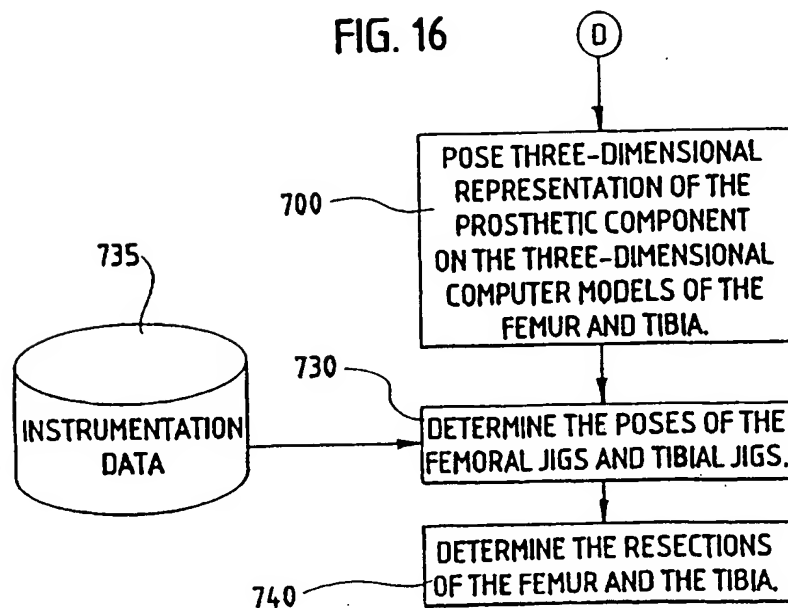 FIG. 16
D
POSE THREE-DIMENSIONAL
REPRESENTATION OF THE
PROSTHETIC COMPONENT
ON THE THREE-DIMENSIONAL
COMPUTER MODELS OF THE
FEMUR AND TIBIA.
700
735
INSTRUMENTATION
DATA
730
DETERMINE THE POSES OF THE
FEMORAL JIGS AND TIBIAL JIGS.
DETERMINE THE RESECTIONS
OF THE FEMUR AND THE TIBIA.
740